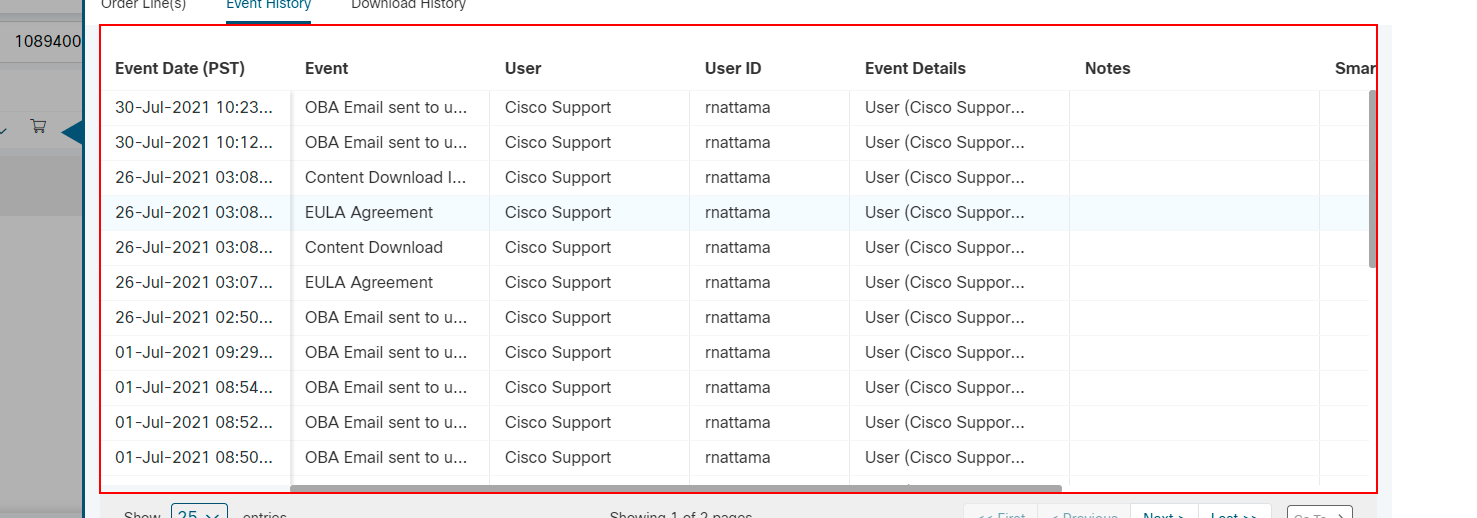 Order Line(s) Event History Download History
1089400
Event Date (PST) Event User User ID Event Details Notes Smar
30-Jul-2021 10:23... OBA Email sent to u... Cisco Support rnattama User (Cisco Suppor...
30-Jul-2021 10:12... OBA Email sent to u... Cisco Support rnattama User (Cisco Suppor...
26-Jul-2021 03:08... Content Download I... Cisco Support rnattama User (Cisco Suppor...
26-Jul-2021 03:08... EULA Agreement Cisco Support rnattama User (Cisco Suppor...
26-Jul-2021 03:08... Content Download Cisco Support rnattama User (Cisco Suppor...
26-Jul-2021 03:07... EULA Agreement Cisco Support rnattama User (Cisco Suppor...
26-Jul-2021 02:50... OBA Email sent to u... Cisco Support rnattama User (Cisco Suppor...
01-Jul-2021 09:29... OBA Email sent to u... Cisco Support rnattama User (Cisco Suppor...
01-Jul-2021 08:54... OBA Email sent to u... Cisco Support rnattama User (Cisco Suppor...
01-Jul-2021 08:52... OBA Email sent to u... Cisco Support rnattama User (Cisco Suppor...
01-Jul-2021 08:50... OBA Email sent to u... Cisco Support rnattama User (Cisco Suppor...
Show 25 entries Showing 1 of 2 pages << First < Previous Next > Last >> Go To >